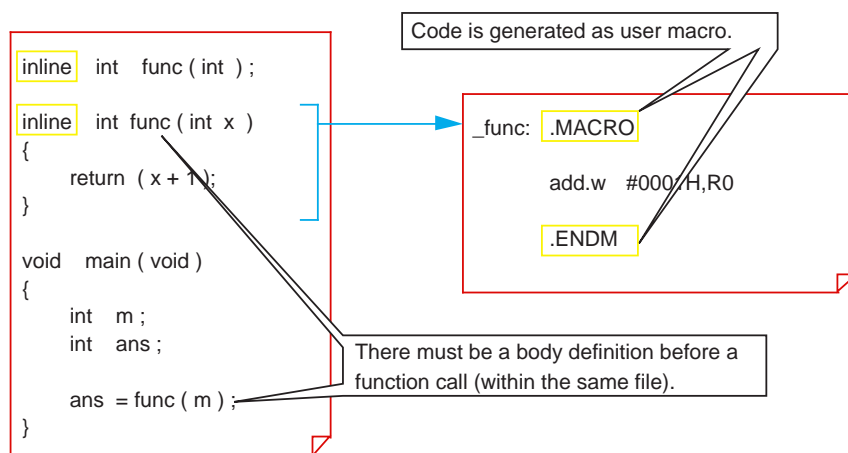 Code is generated as user macro.
inline int func ( int ) ;
inline int func ( int x )
{
return ( x + 1 );
}
void main ( void )
{
int m ;
int ans ;
ans = func ( m ) ;
}
_func: .MACRO
add.w #0001H,R0
.ENDM
There must be a body definition before a
function call (within the same file).